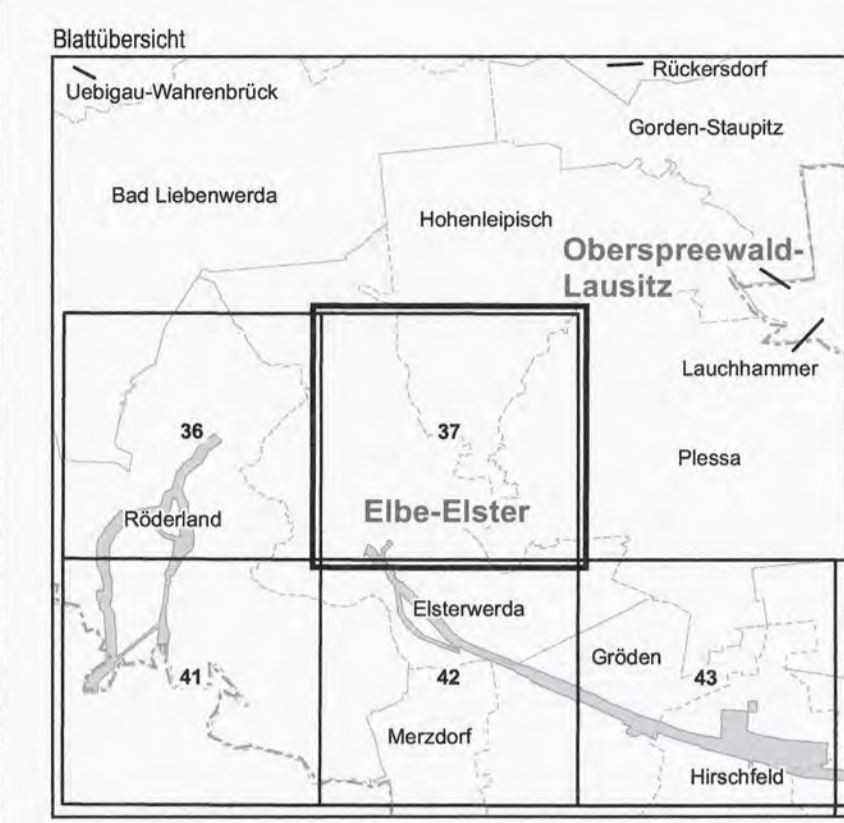 Blattübersicht
Rückersdorf
Uebigau-Wahrenbrück
Gorden-Staupitz
Bad Liebenwerda
Hohenleipisch
Oberspreewald-
Lausitz
Lauchhammer
36
37
Plessa
Röderland
Elbe-Elster
Elsterwerda
Gröden
41
42
43
Merzdorf
Hirschfeld